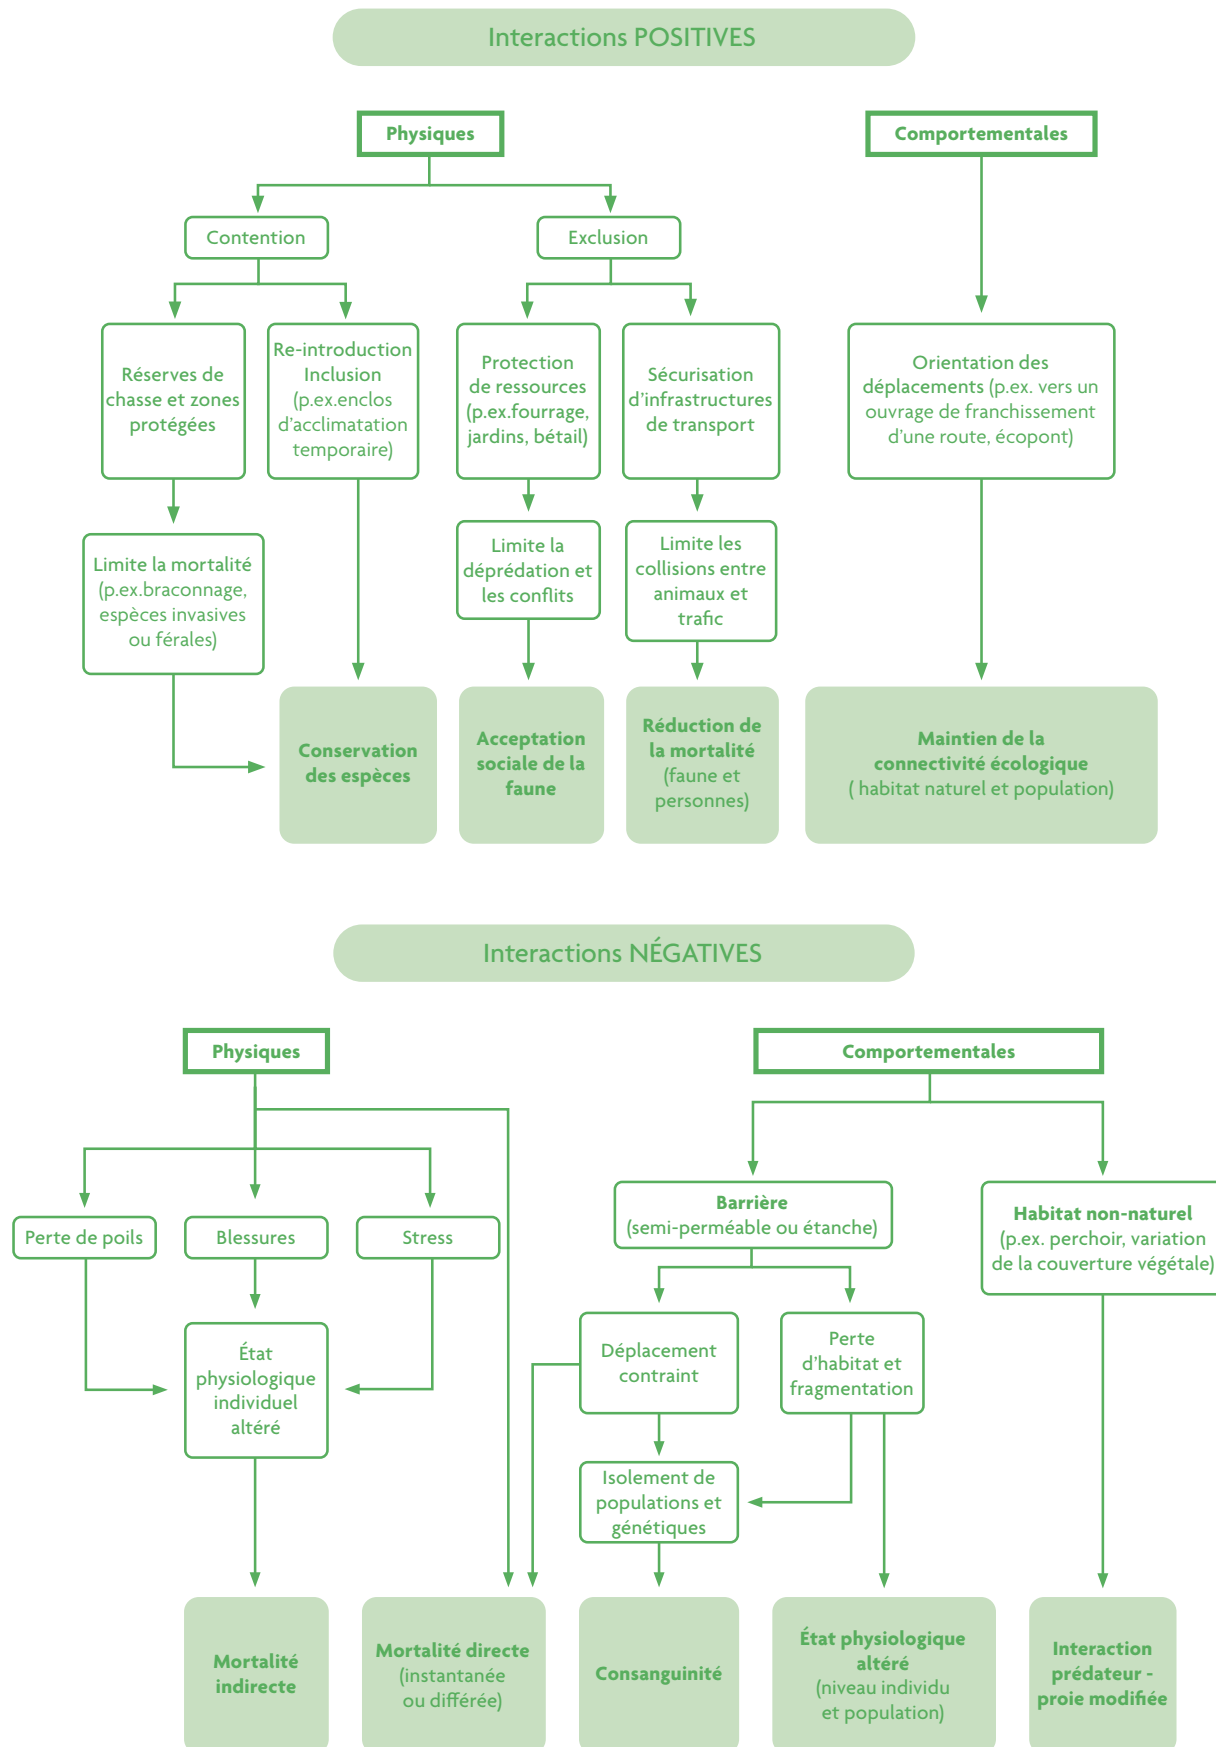 Interactions POSITIVES
Physiques
Comportementales
Contention
Exclusion
Réserves de
chasse et zones
protégées
Re-introduction
Inclusion
(p.ex.enclos
d'acclimatation
temporaire)
Protection
de ressources
(p.ex.fourrage,
jardins, bétail)
Sécurisation
d'infrastructures
de transport
Orientation des
déplacements (p.ex. vers un
ouvrage de franchissement
d'une route, écopont)
Limite la mortalité
(p.ex.braconnage,
espèces invasives
ou férales)
Limite la
déprédation et
les conflits
Limite les
collisions entre
animaux et
trafic
Conservation
des espèces
Acceptation
sociale de la
faune
Réduction de
la mortalité
(faune et
personnes)
Maintien de la
connectivité écologique
( habitat naturel et population)
Interactions NÉGATIVES
Physiques
Comportementales
Perte de poils
Blessures
Stress
Barrière
(semi-perméable ou étanche)
Habitat non-naturel
(p.ex. perchoir, variation
de la couverture végétale)
État
physiologique
individuel
altéré
Déplacement
contraint
Perte
d'habitat et
fragmentation
Isolement de
populations et
génétiques
Mortalité
indirecte
Mortalité directe
(instantanée
ou différée)
Consanguinité
État physiologique
altéré
(niveau individu
et population)
Interaction
prédateur -
proie modifiée